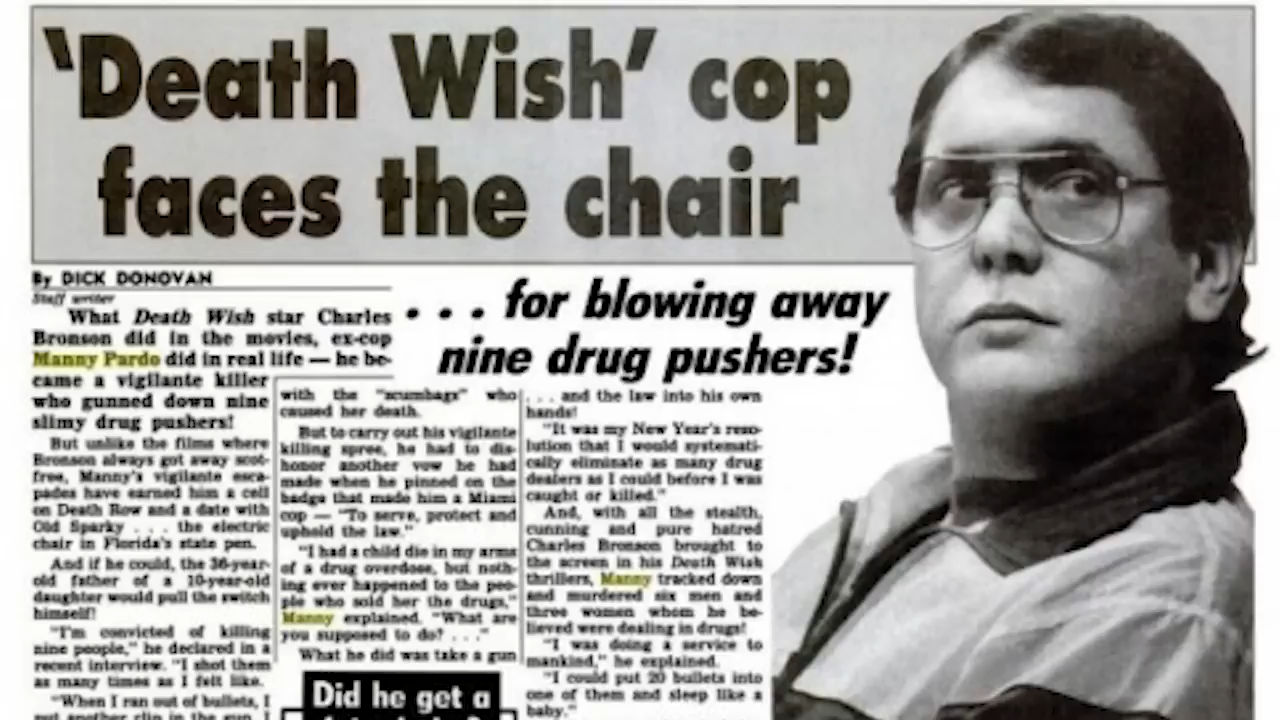 'Death Wish' cop
faces the chair
. . . for blowing away
nine drug pushers!
By DICK DONOVAN
Staff writer
What Death Wish star Charles
Bronson did in the movies, ex-cop
Manny Pardo did in real life — he be-
came a vigilante killer
who gunned down nine
slimy drug pushers!
But unlike the films where
Bronson always got away scot-
free, Manny's vigilante esca-
pades have earned him a cell
on Death Row and a date with
Old Sparky . . . the electric
chair in Florida's state pen.
And if he could, the 36-year-
old father of a 10-year-old
daughter would pull the switch
himself!
"I'm convicted of killing
nine people," he declared in a
recent interview. "I shot them
as many times as I felt like.
"When I ran out of bullets, I
put another clip in the gun. I
with the "scumbags" who
caused her death.
But to carry out his vigilante
killing spree, he had to dis-
honor another vow he had
made when he pinned on the
badge that made him a Miami
cop — "To serve, protect and
uphold the law."
"I had a child die in my arms
of a drug overdose, but noth-
ing ever happened to the peo-
ple who sold her the drugs,"
Manny explained. "What are
you supposed to do? . . ."
What he did was take a gun
Did he get a
. . . and the law into his own
hands!
"It was my New Year's reso-
lution that I would systemati-
cally eliminate as many drug
dealers as I could before I was
caught or killed."
And, with all the stealth,
cunning and pure hatred
Charles Bronson brought to
the screen in his Death Wish
thrillers, Manny tracked down
and murdered six men and
three women whom he be-
lieved were dealing in drugs!
"I was doing a service to
mankind," he explained.
"I could put 20 bullets into
one of them and sleep like a
baby."